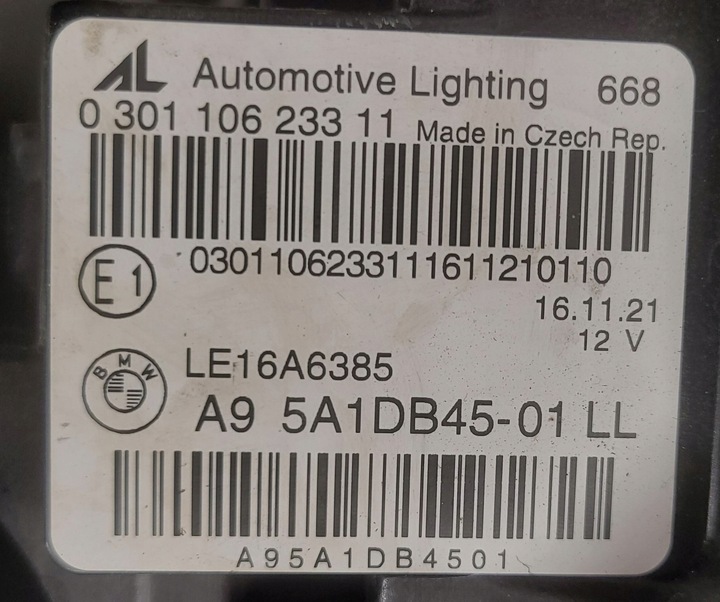 AL Automotive Lighting 668
0 301 106 233 11 Made in Czech Rep.
0301106233111611210110
E1
16.11.21
12 V
BMW
LE16A6385
A9 5A1DB45-01 LL
A95A1DB4501